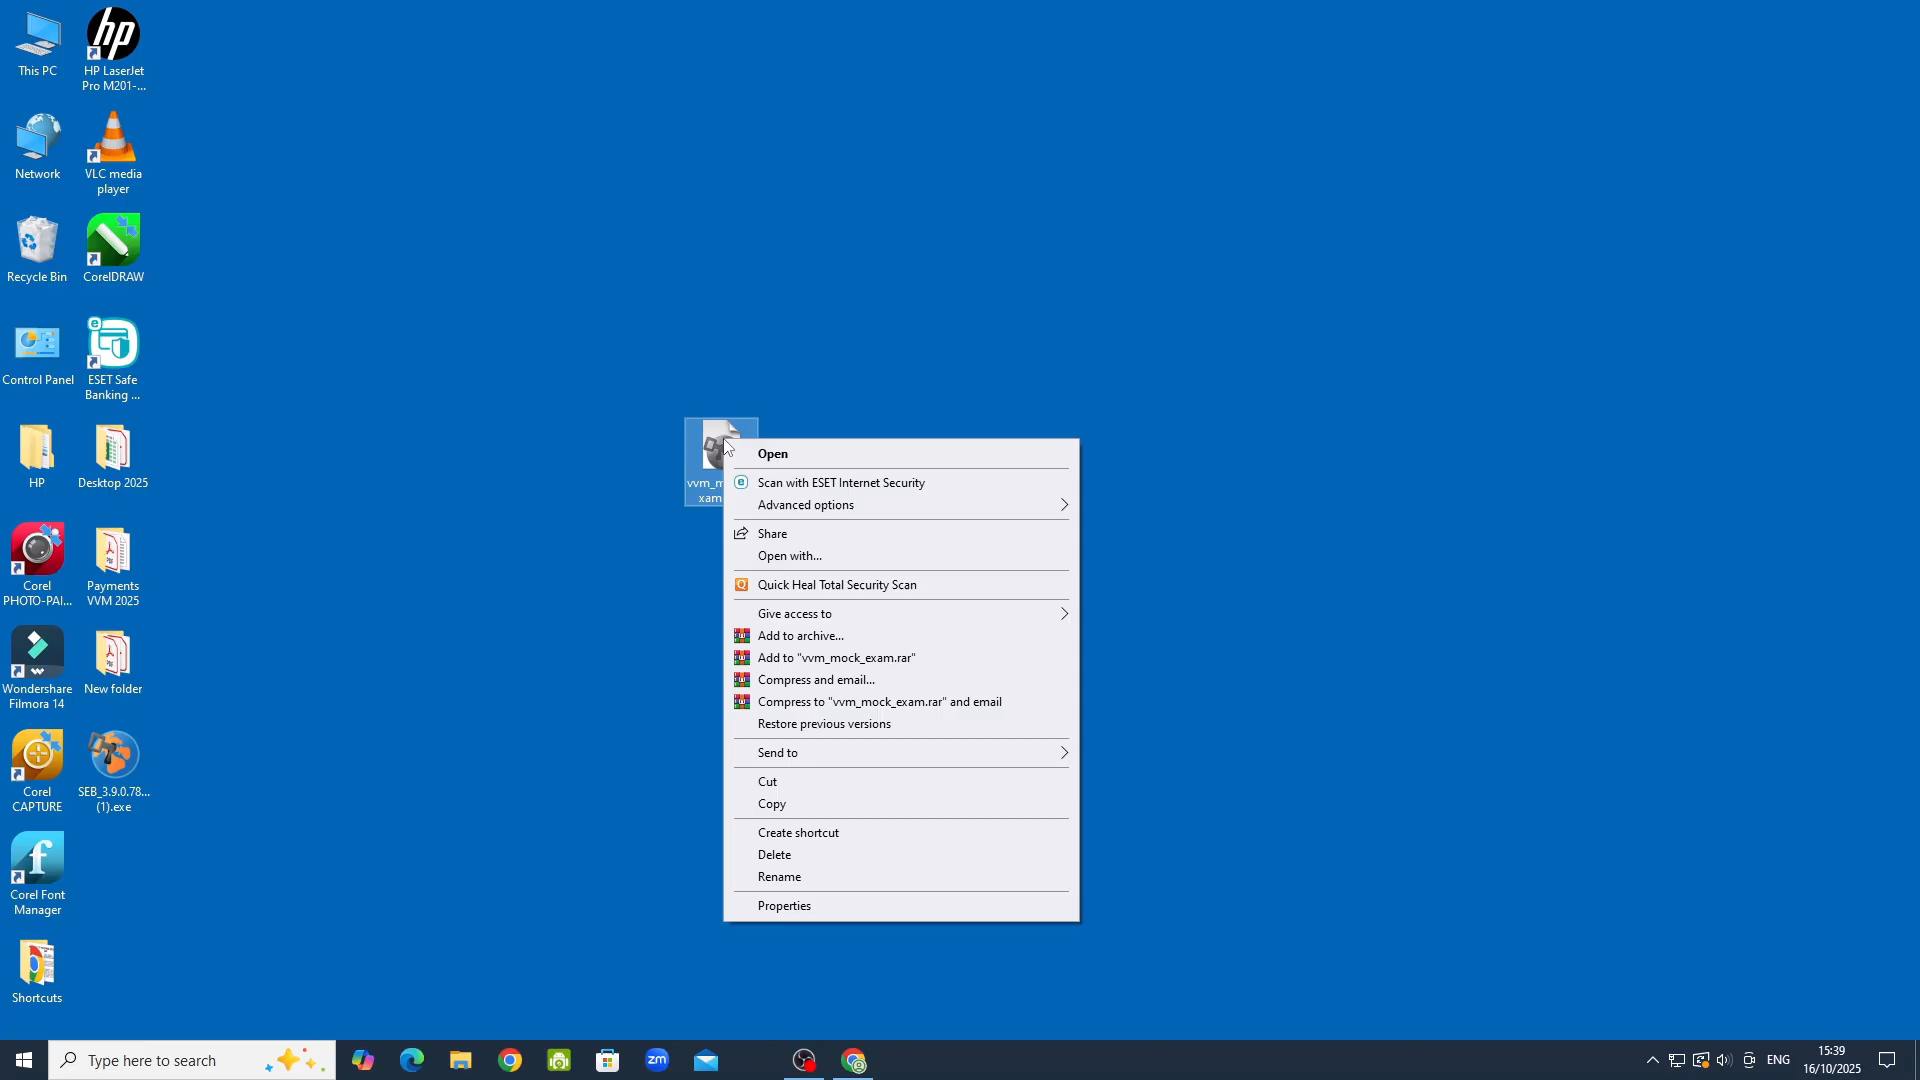 This PC
HP LaserJet
Pro M201-...
Network
VLC media
player
Recycle Bin
CorelDRAW
Control Panel
ESET Safe
Banking ...
HP
Desktop 2025
Corel
PHOTO-PAI...
Payments
VVM 2025
Wondershare
Filmora 14
New folder
Corel
CAPTURE
SEB_3.9.0.78...
(1).exe
Corel Font
Manager
Shortcuts
Open
Scan with ESET Internet Security
Advanced options
Share
Open with...
Quick Heal Total Security Scan
Give access to
Add to archive...
Add to "vvm_mock_exam.rar"
Compress and email...
Compress to "vvm_mock_exam.rar" and email
Restore previous versions
Send to
Cut
Copy
Create shortcut
Delete
Rename
Properties
Type here to search
zm
ENG
15:39
16/10/2025